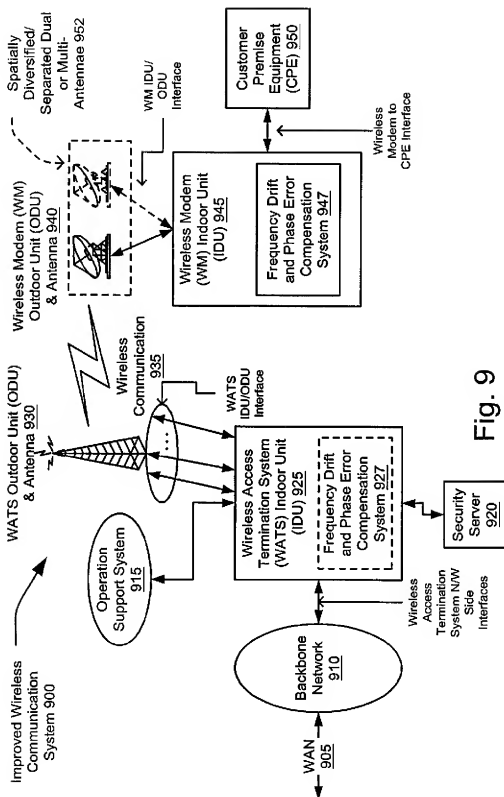 Improved Wireless
Communication
System 900
WATS Outdoor Unit (ODU)
& Antenna 930
Wireless Modem (WM)
Outdoor Unit (ODU)
& Antenna 940
Spatially
Diversified/
Separated Dual
or Multi-
Antennae 952
WM IDU/
ODU
Interface
Wireless
Communication
935
WATS
IDU/ODU
Interface
Operation
Support System
915
Wireless Access
Termination System
(WATS) Indoor Unit
(IDU) 925
Frequency Drift
and Phase Error
Compensation
System 927
Wireless Modem
(WM) Indoor Unit
(IDU) 945
Frequency Drift
and Phase Error
Compensation
System 947
Customer
Premise
Equipment
(CPE) 950
Wireless
Modem to
CPE Interface
WAN
905
Backbone
Network
910
Wireless
Access
Termination
System N/W
Side
Interfaces
Security
Server
920
Fig. 9